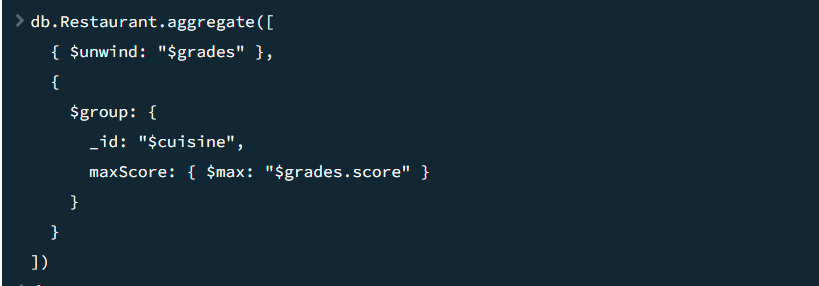 db.Restaurant.aggregate([
{ $unwind: "$grades" },
{
$group: {
_id: "$cuisine",
maxScore: { $max: "$grades.score" }
}
}
])